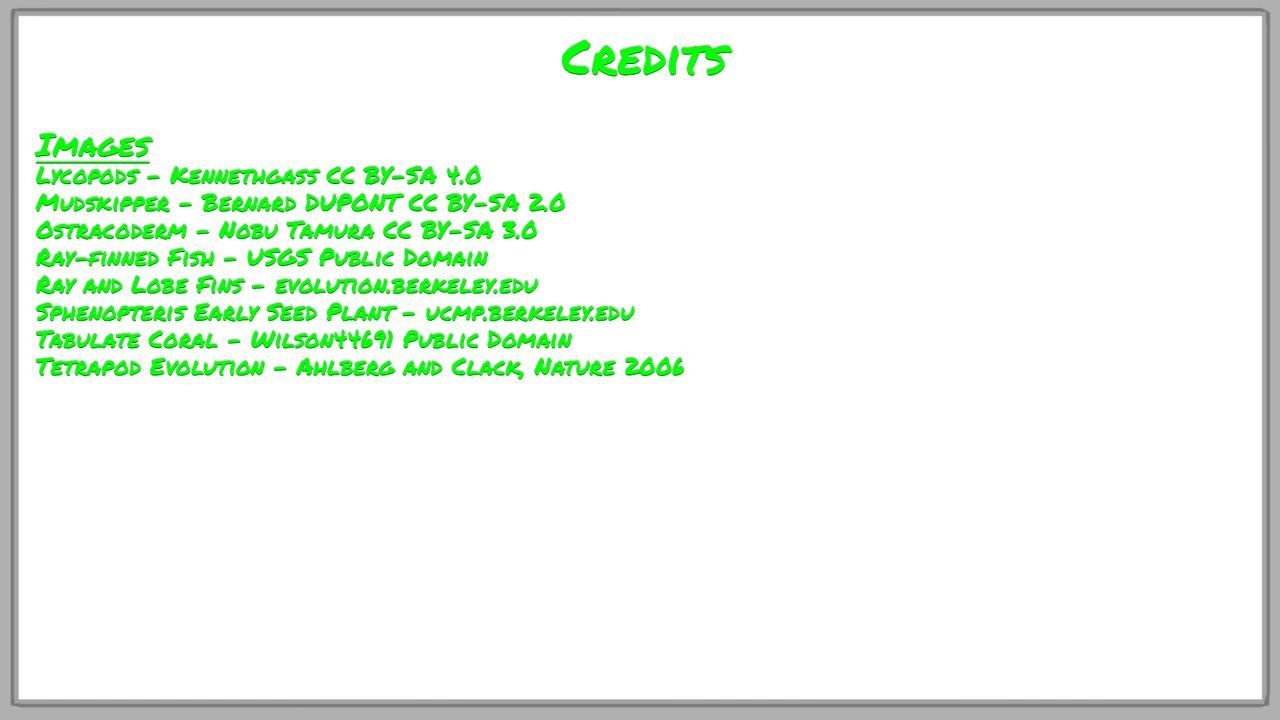 Credits
Images
Lycopods – Kennethgass CC BY-SA 4.0
Mudskipper – Bernard DUPONT CC BY-SA 2.0
Ostracoderm – Nobu Tamura CC BY-SA 3.0
Ray-finned Fish – USGS Public Domain
Ray and Lobe Fins – evolution.berkeley.edu
Sphenopteris Early Seed Plant – ucmp.berkeley.edu
Tabulate Coral – Wilson44691 Public Domain
Tetrapod Evolution – Ahlberg and Clack, Nature 2006